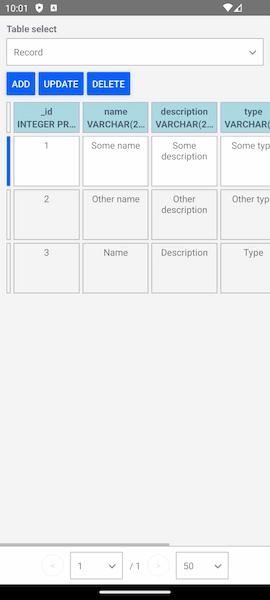 10:01
Table select
Record
ADD UPDATE DELETE
_id name description type
INTEGER PR... VARCHAR(2... VARCHAR(2... VARCHAR(
1 Some name Some description Some typ
2 Other name Other description Other typ
3 Name Description Type
< 1 / 1 > 50